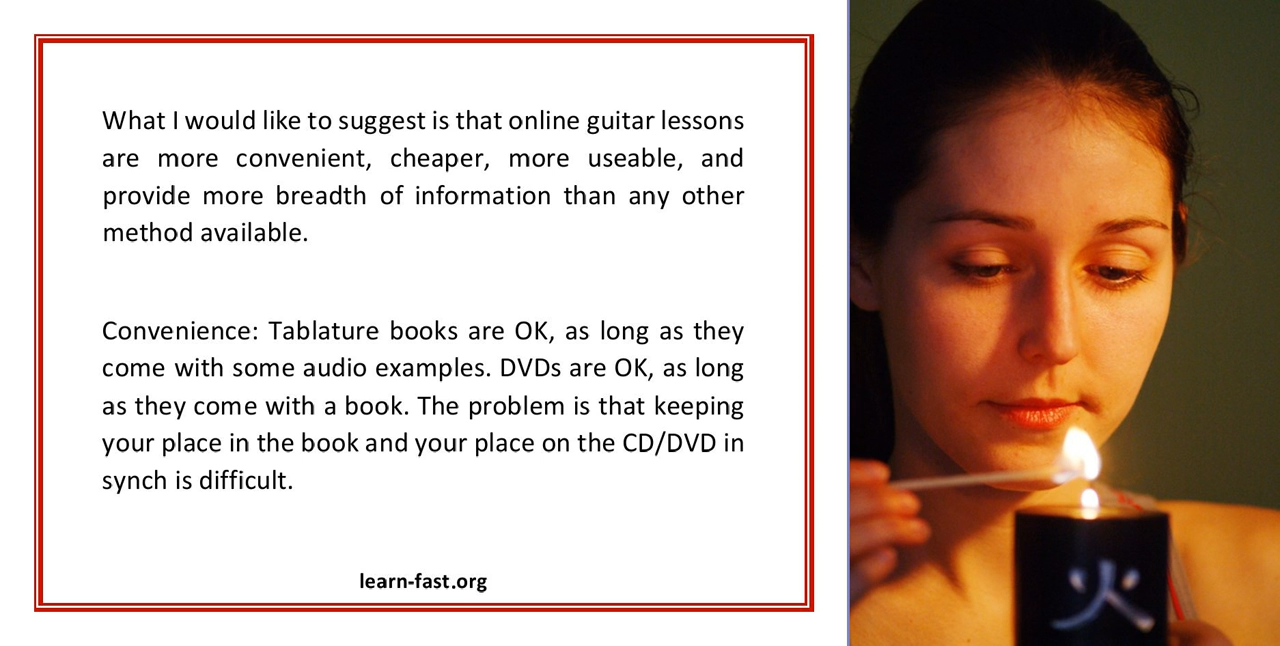 What I would like to suggest is that online guitar lessons
are more convenient, cheaper, more useable, and
provide more breadth of information than any other
method available.
Convenience: Tablature books are OK, as long as they
come with some audio examples. DVDs are OK, as long
as they come with a book. The problem is that keeping
your place in the book and your place on the CD/DVD in
synch is difficult.
learn-fast.org
火